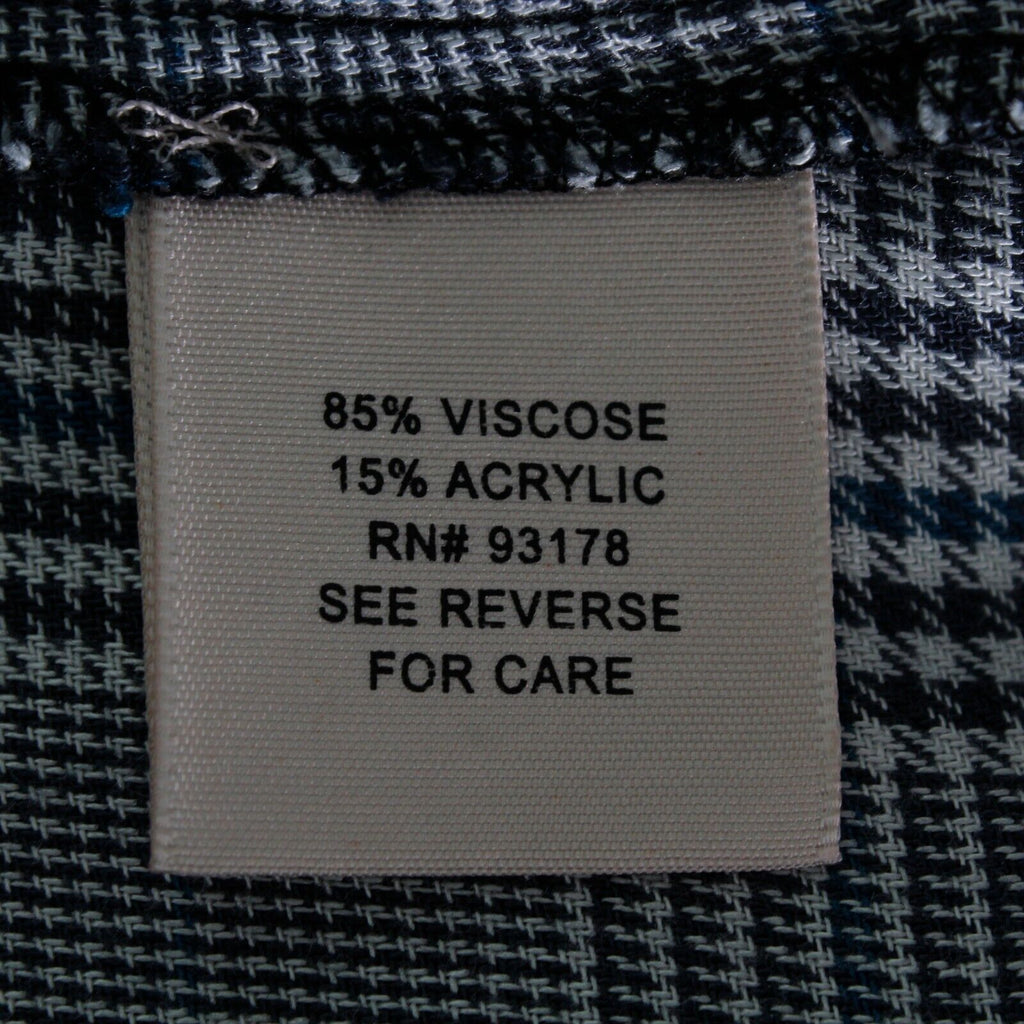 85% VISCOSE
15% ACRYLIC
RN# 93178
SEE REVERSE
FOR CARE